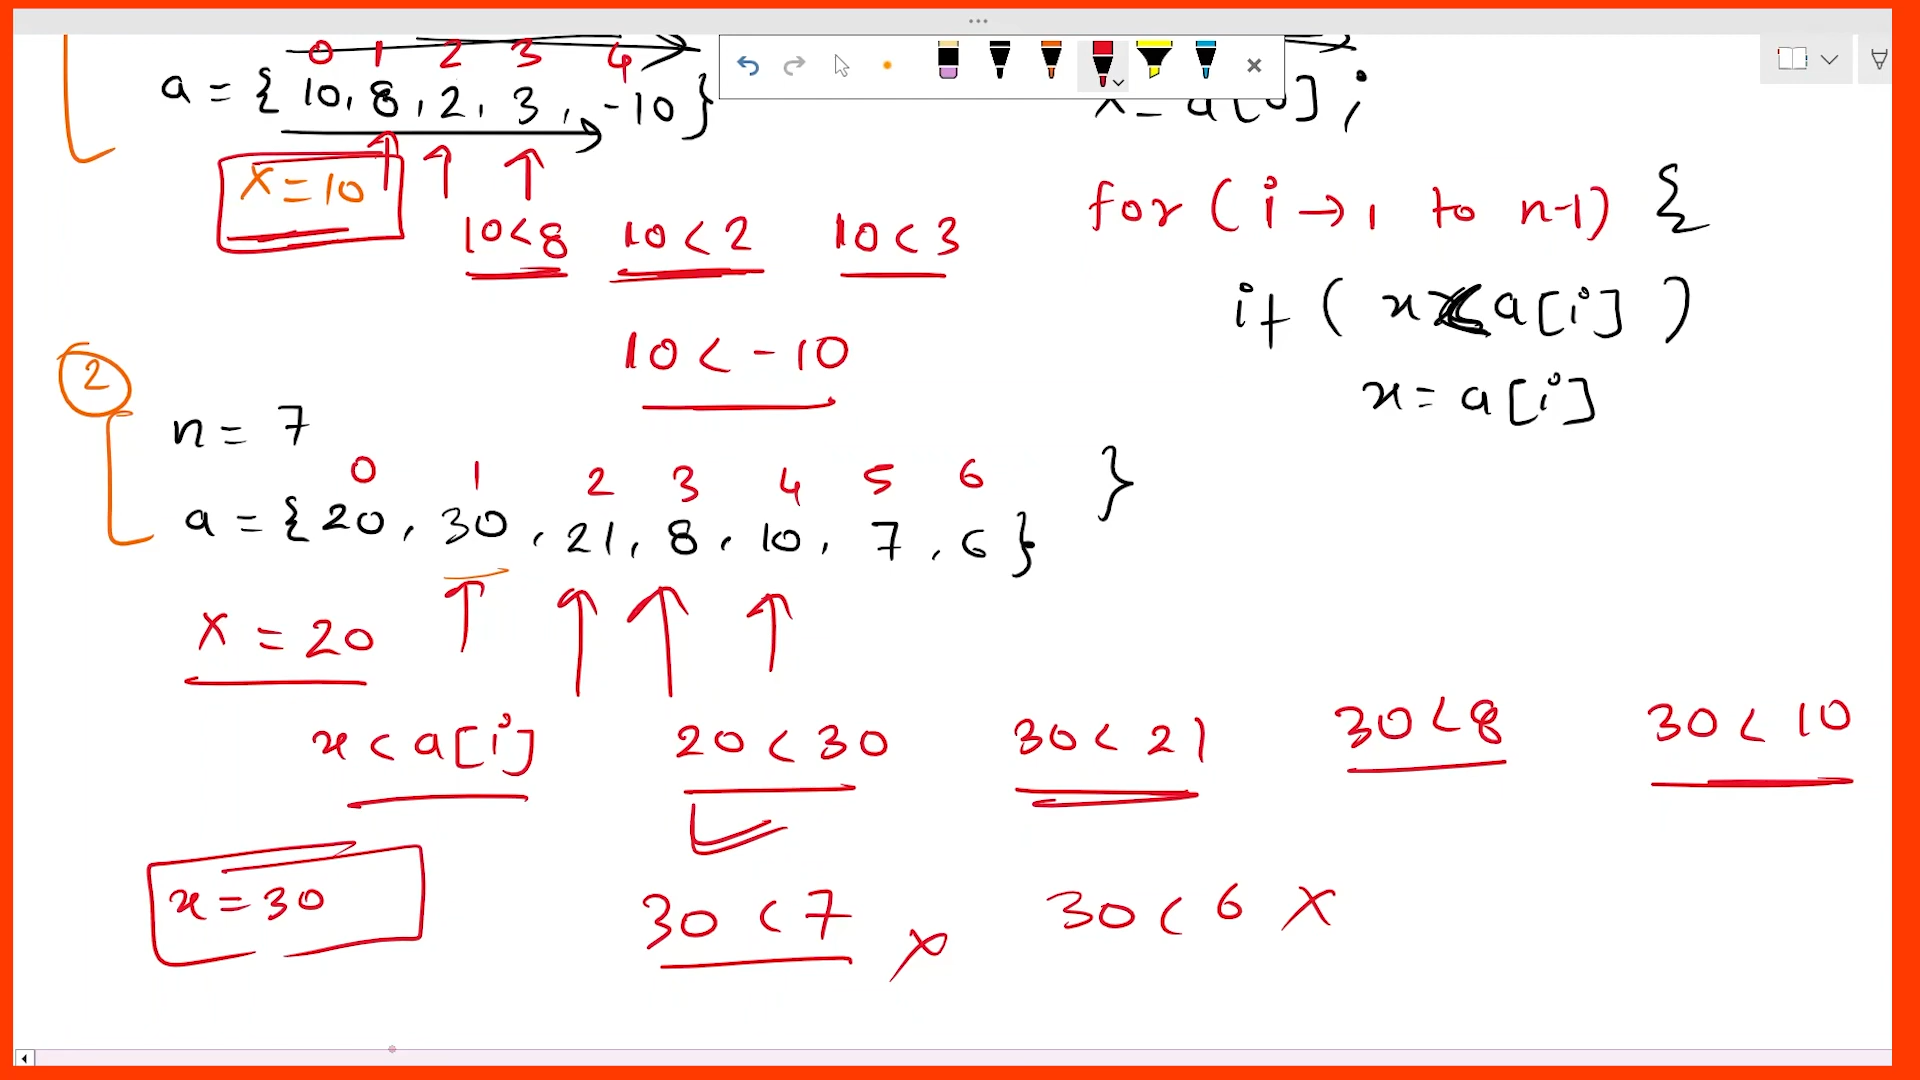 0 1 2 3 4
a = { 10, 8, 2, 3, -10 }
x = 10
10 < 8 10 < 2 10 < 3
10 < -10
x = a[0];
for ( i → 1 to n-1) {
if ( x < a[i] )
x = a[i]
}
2
n = 7
0 1 2 3 4 5 6
a = { 20, 30, 21, 8, 10, 7, 6 }
x = 20
x < a[i] 20 < 30 30 < 21 30 < 8 30 < 10
x = 30 30 < 7 x 30 < 6 x